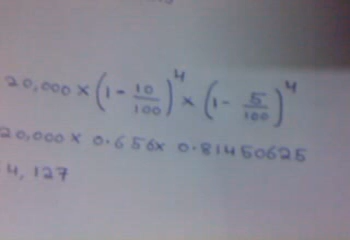 20,000 × (1 - 10/100)^4 × (1 - 5/100)^4
20,000 × 0.656 × 0.81450625
4,127